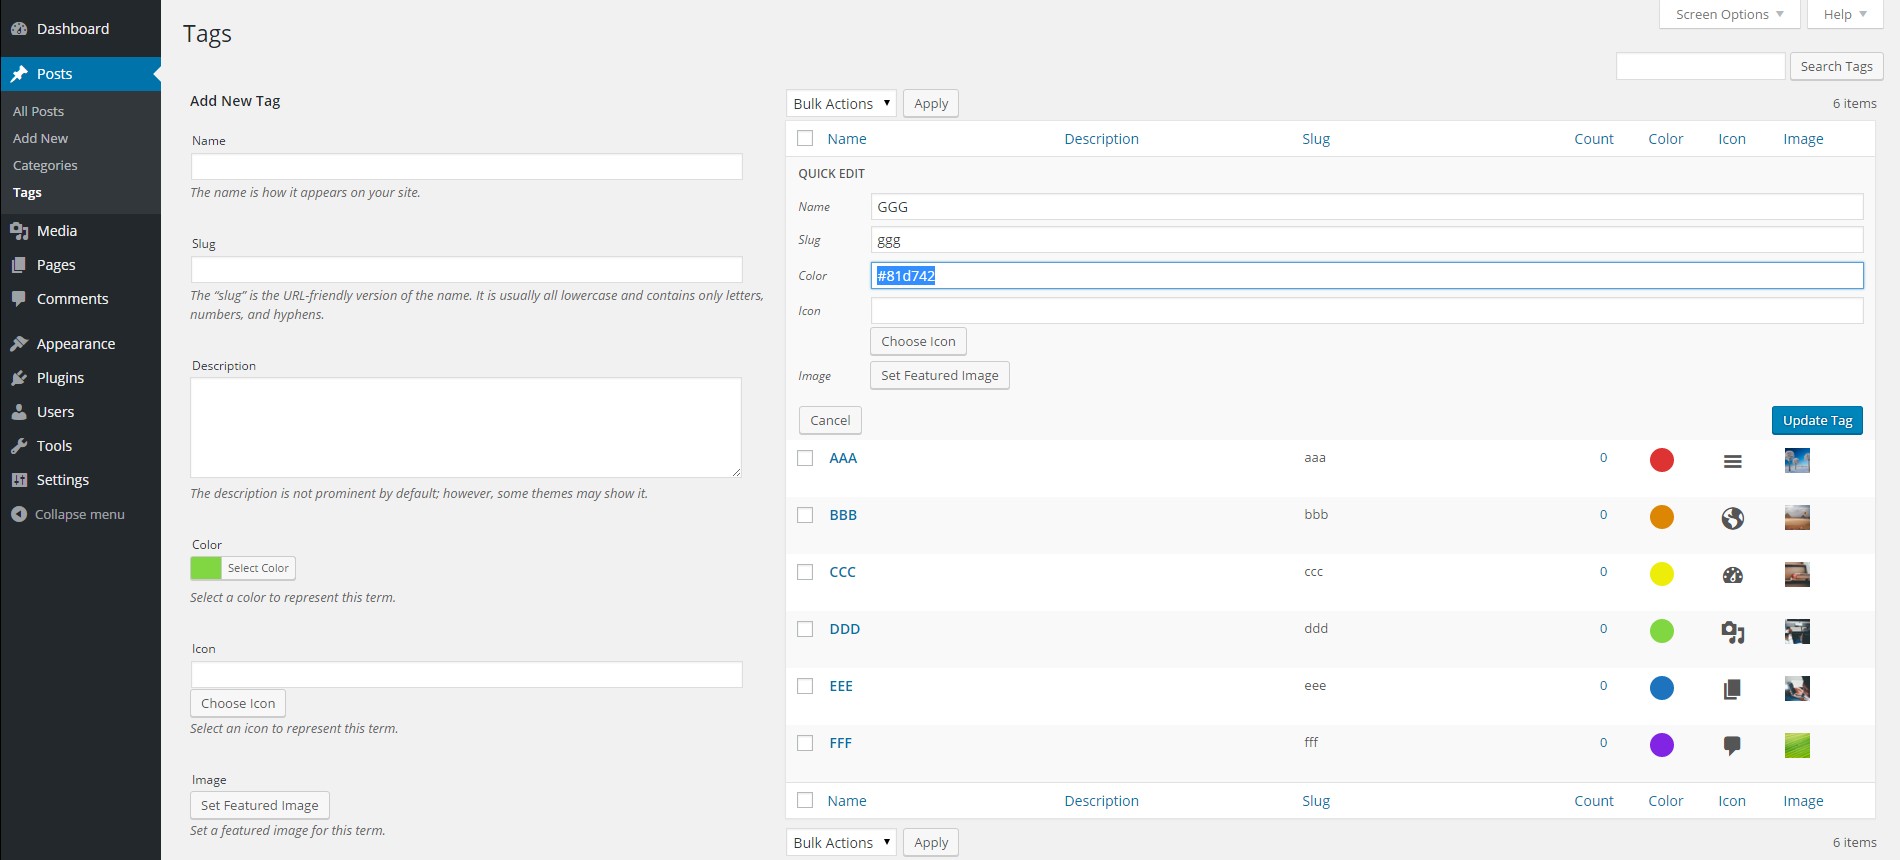 Dashboard
Posts
All Posts
Add New
Categories
Tags
Media
Pages
Comments
Appearance
Plugins
Users
Tools
Settings
Collapse menu
Screen Options
Help
Tags
Search Tags
Add New Tag
Name
The name is how it appears on your site.
Slug
The “slug” is the URL-friendly version of the name. It is usually all lowercase and contains only letters,
numbers, and hyphens.
Description
The description is not prominent by default; however, some themes may show it.
Color
Select Color
Select a color to represent this term.
Icon
Choose Icon
Select an icon to represent this term.
Image
Set Featured Image
Set a featured image for this term.
Bulk Actions Apply 6 items
Name Description Slug Count Color Icon Image
QUICK EDIT
Name GGG
Slug ggg
Color #81d742
Icon
Choose Icon
Image Set Featured Image
Cancel Update Tag
AAA aaa 0
BBB bbb 0
CCC ccc 0
DDD ddd 0
EEE eee 0
FFF fff 0
Name Description Slug Count Color Icon Image
Bulk Actions Apply 6 items